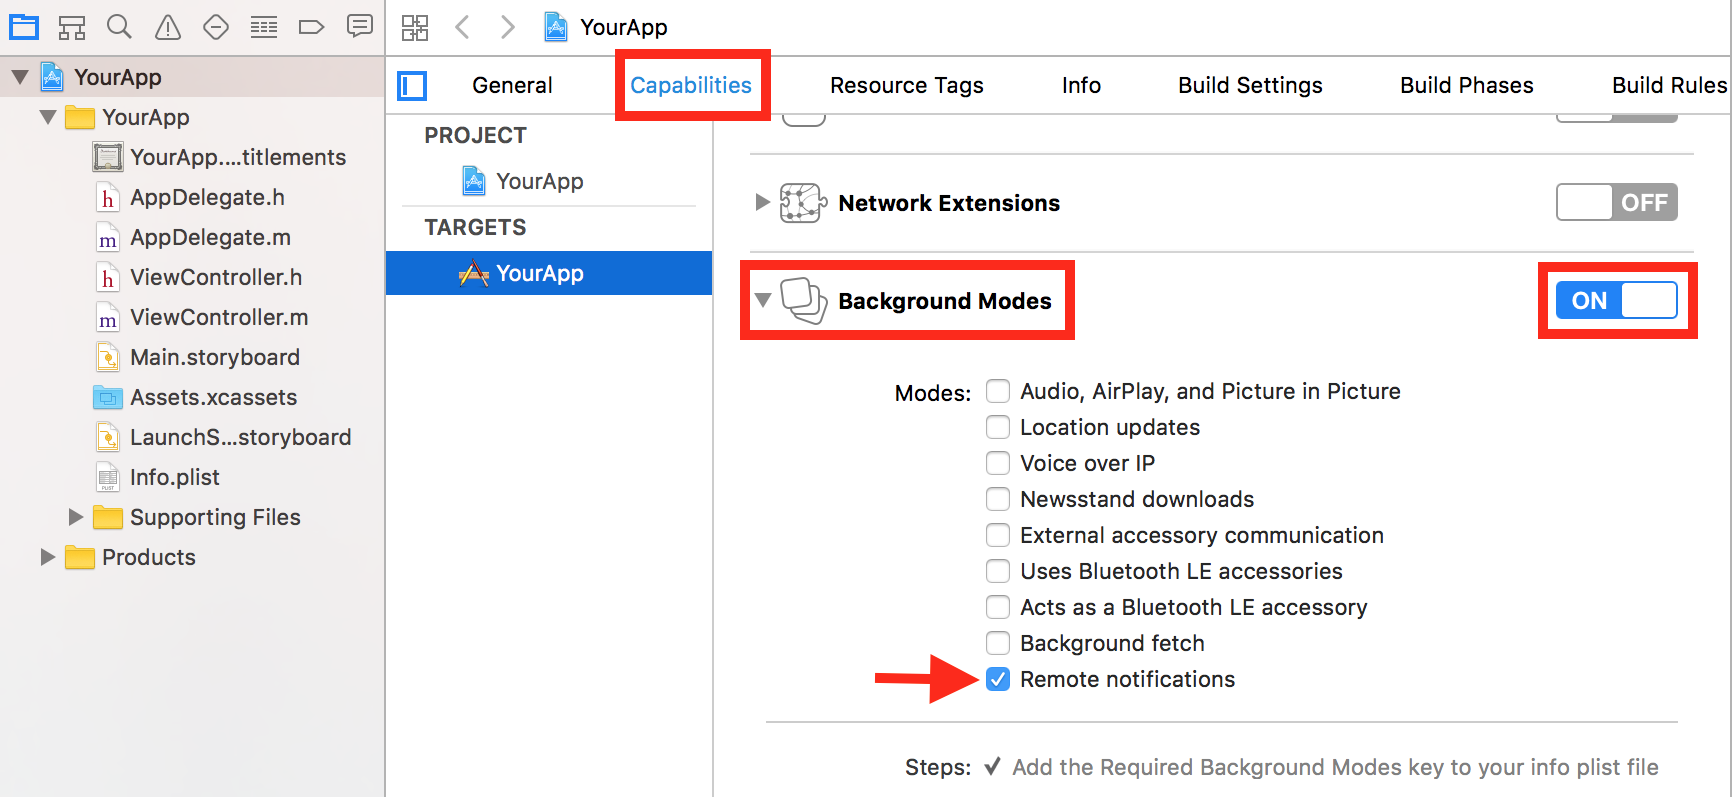 YourApp
YourApp
YourApp....titlements
AppDelegate.h
AppDelegate.m
ViewController.h
ViewController.m
Main.storyboard
Assets.xcassets
LaunchS...storyboard
Info.plist
Supporting Files
Products
YourApp
General Capabilities Resource Tags Info Build Settings Build Phases Build Rules
PROJECT
YourApp
TARGETS
YourApp
Network Extensions OFF
Background Modes ON
Modes: Audio, AirPlay, and Picture in Picture
Location updates
Voice over IP
Newsstand downloads
External accessory communication
Uses Bluetooth LE accessories
Acts as a Bluetooth LE accessory
Background fetch
Remote notifications
Steps: ✓ Add the Required Background Modes key to your info plist file